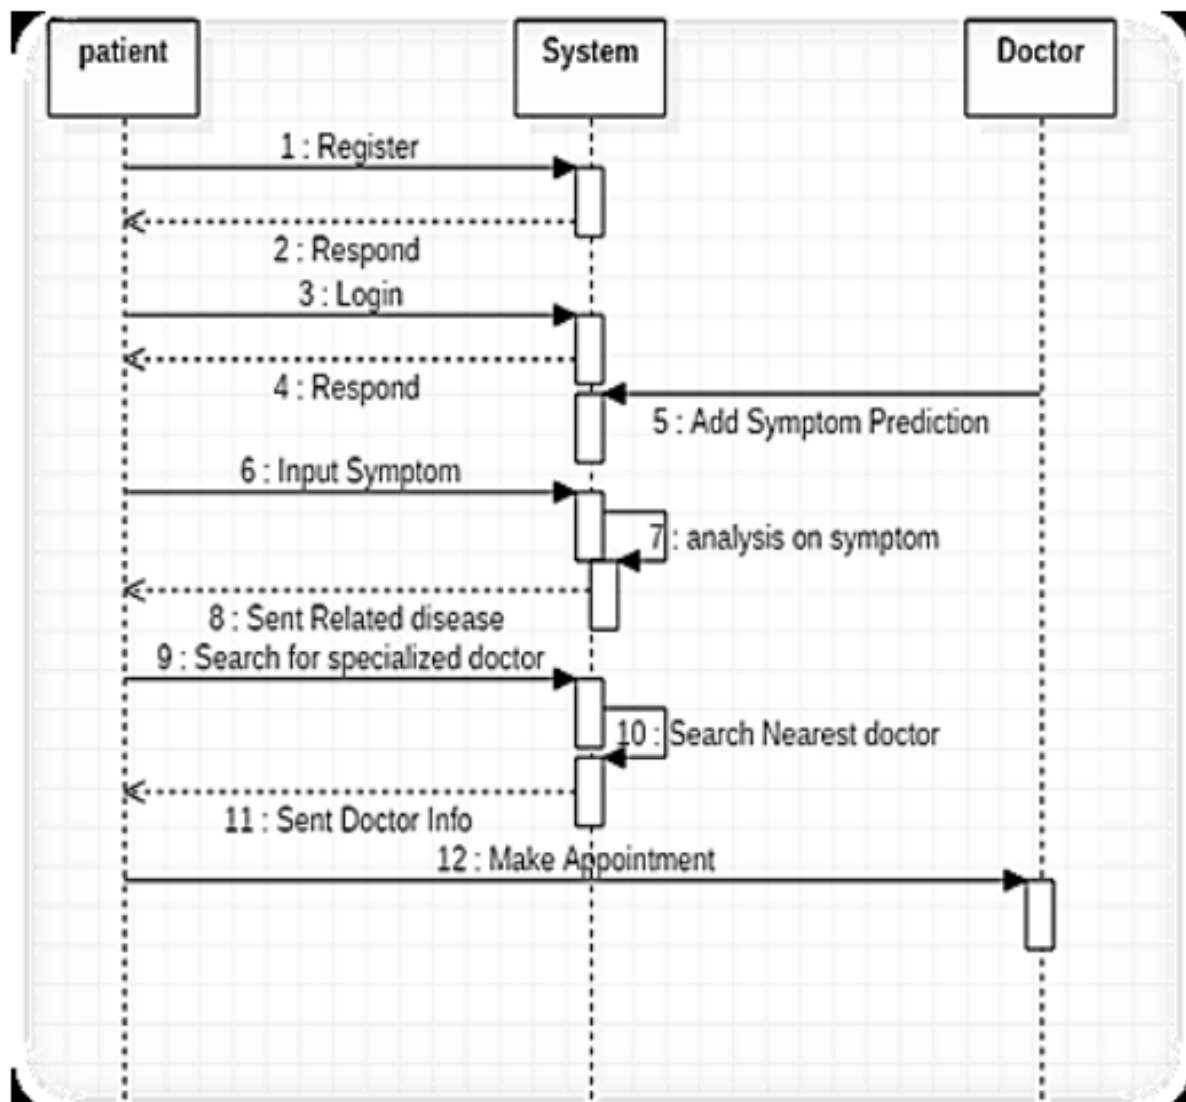 patient
System
Doctor
1 : Register
2 : Respond
3 : Login
4 : Respond
5 : Add Symptom Prediction
6 : Input Symptom
7 : analysis on symptom
8 : Sent Related disease
9 : Search for specialized doctor
10 : Search Nearest doctor
11 : Sent Doctor Info
12 : Make Appointment